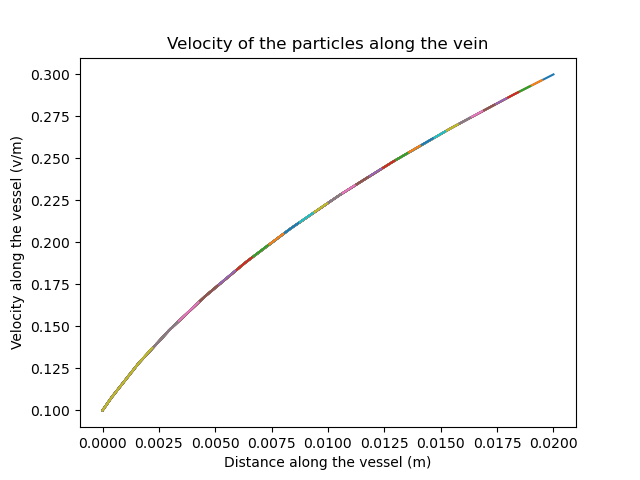 Velocity of the particles along the vein
Velocity along the vessel (v/m)
0.300
0.275
0.250
0.225
0.200
0.175
0.150
0.125
0.100
0.0000 0.0025 0.0050 0.0075 0.0100 0.0125 0.0150 0.0175 0.0200
Distance along the vessel (m)